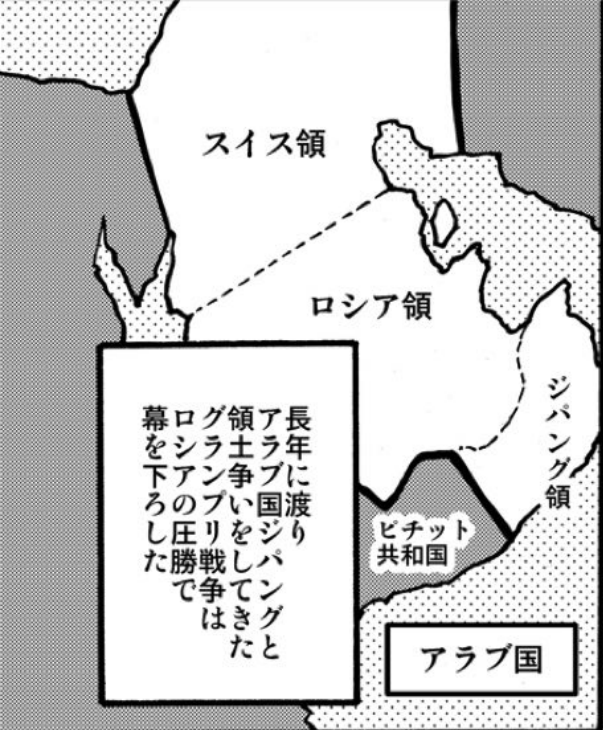 スイス領
ロシア領
ジパング領
ピチット
共和国
アラブ国
長年に渡り
アラブ国ジパングと
領土争いをしてきた
グランプリ戦争は
ロシアの圧勝で
幕を下ろした